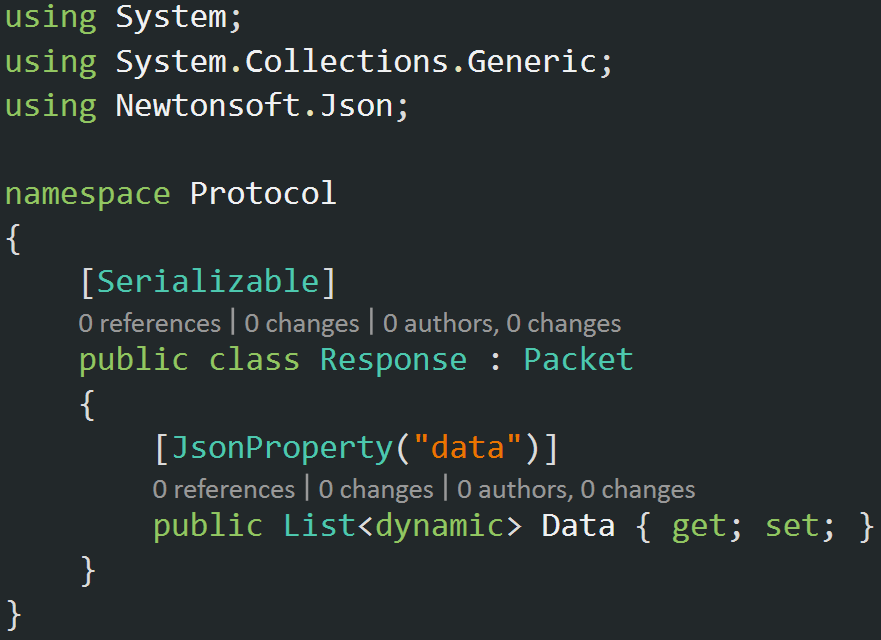 using System;
using System.Collections.Generic;
using Newtonsoft.Json;
namespace Protocol
{
[Serializable]
0 references | 0 changes | 0 authors, 0 changes
public class Response : Packet
{
[JsonProperty("data")]
0 references | 0 changes | 0 authors, 0 changes
public List<dynamic> Data { get; set; }
}
}